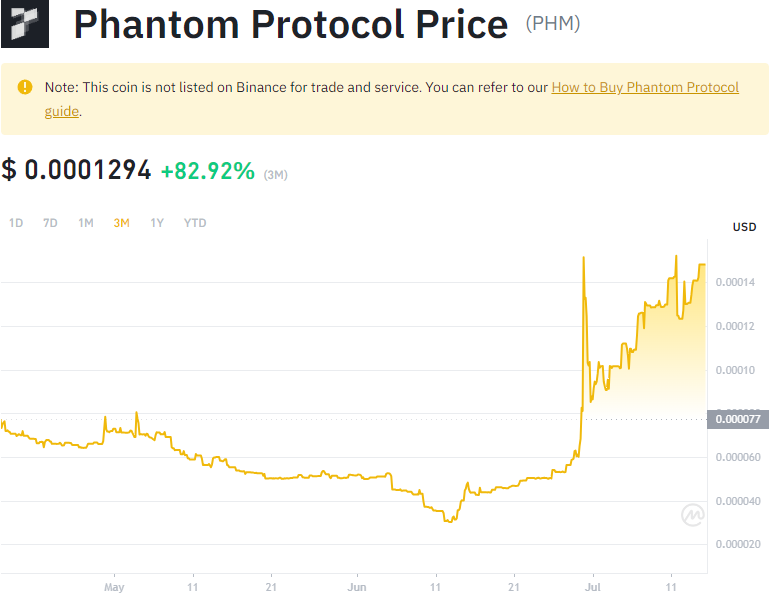 Phantom Protocol Price (PHM)
Note: This coin is not listed on Binance for trade and service. You can refer to our How to Buy Phantom Protocol
guide.
$ 0.0001294 +82.92% (3M)
1D 7D 1M 3M 1Y YTD
USD
0.00014
0.00012
0.00010
0.000077
0.000060
0.000040
0.000020
May 11 21 Jun 11 21 Jul 11